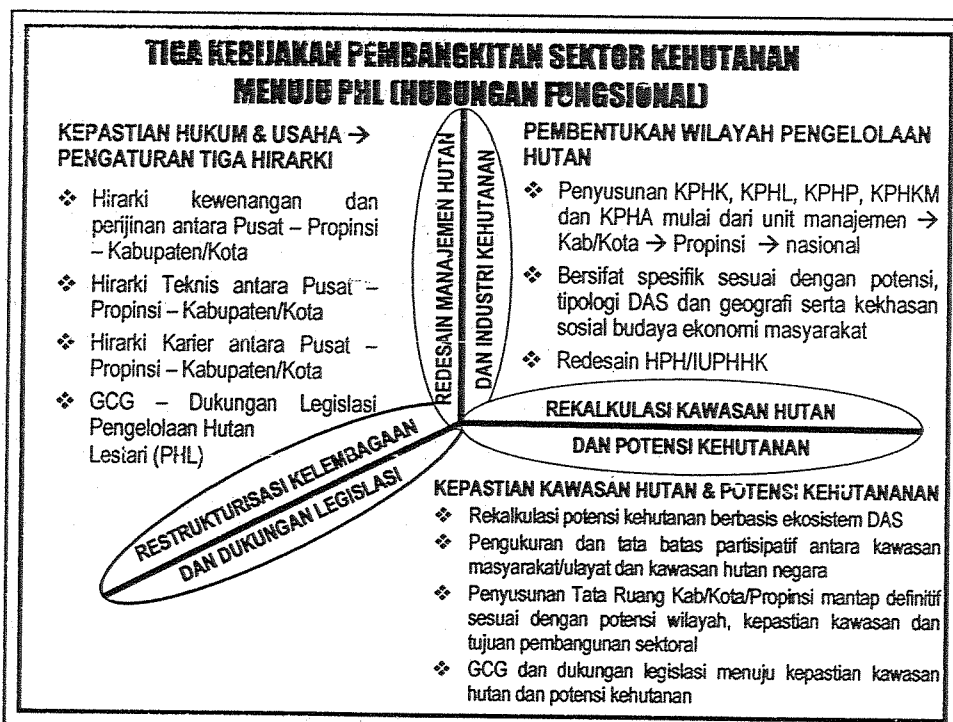 TIGA KEBIJAKAN PEMBANGKITAN SEKTOR KEHUTANAN
MENUJU PHL (HUBUNGAN FUNGSIONAL)
KEPASTIAN HUKUM & USAHA →
PENGATURAN TIGA HIRARKI
❖ Hirarki kewenangan dan
perijinan antara Pusat – Propinsi
– Kabupaten/Kota
❖ Hirarki Teknis antara Pusat –
Propinsi – Kabupaten/Kota
❖ Hirarki Karier antara Pusat –
Propinsi – Kabupaten/Kota
❖ GCG – Dukungan Legislasi
Pengelolaan Hutan
Lestari (PHL)
REDESAIN MANAJEMEN HUTAN
DAN INDUSTRI KEHUTANAN
PEMBENTUKAN WILAYAH PENGELOLAAN
HUTAN
❖ Penyusunan KPHK, KPHL, KPHP, KPHKM
dan KPHA mulai dari unit manajemen →
Kab/Kota → Propinsi → nasional
❖ Bersifat spesifik sesuai dengan potensi,
tipologi DAS dan geografi serta kekhasan
sosial budaya ekonomi masyarakat
❖ Redesain HPH/IUPHHK
REKALKULASI KAWASAN HUTAN
DAN POTENSI KEHUTANAN
RESTRUKTURISASI KELEMBAGAAN
DAN DUKUNGAN LEGISLASI
KEPASTIAN KAWASAN HUTAN & POTENSI KEHUTANANAN
❖ Rekalkulasi potensi kehutanan berbasis ekosistem DAS
❖ Pengukuran dan tata batas partisipatif antara kawasan
masyarakat/ulayat dan kawasan hutan negara
❖ Penyusunan Tata Ruang Kab/Kota/Propinsi mantap definitif
sesuai dengan potensi wilayah, kepastian kawasan dan
tujuan pembangunan sektoral
❖ GCG dan dukungan legislasi menuju kepastian kawasan
hutan dan potensi kehutanan